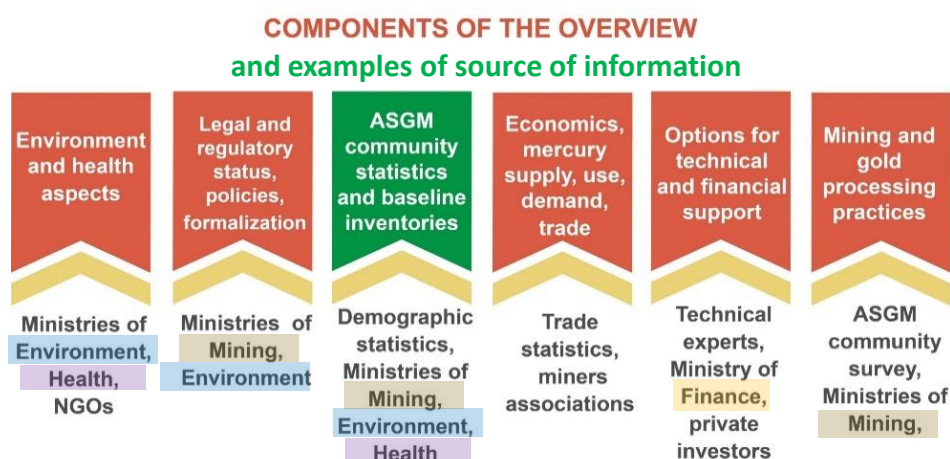 COMPONENTS OF THE OVERVIEW
and examples of source of information
Environment
and health
aspects
Legal and
regulatory
status,
policies,
formalization
ASGM
community
statistics
and baseline
inventories
Economics,
mercury
supply, use,
demand,
trade
Options for
technical
and financial
support
Mining and
gold
processing
practices
Ministries of
Environment,
Health,
NGOs
Ministries of
Mining,
Environment
Demographic
statistics,
Ministries of
Mining,
Environment,
Health
Trade
statistics,
miners
associations
Technical
experts,
Ministry of
Finance,
private
investors
ASGM
community
survey,
Ministries of
Mining,